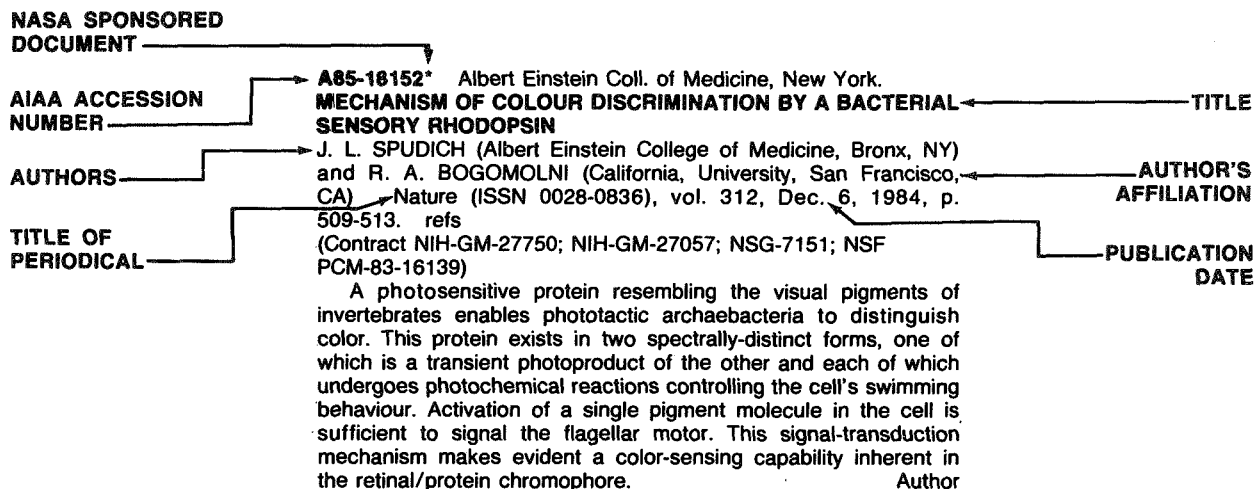 NASA SPONSORED
DOCUMENT
A85-18152* Albert Einstein Coll. of Medicine, New York.
AIAA ACCESSION
NUMBER
MECHANISM OF COLOUR DISCRIMINATION BY A BACTERIAL
SENSORY RHODOPSIN
TITLE
AUTHORS
J. L. SPUDICH (Albert Einstein College of Medicine, Bronx, NY)
and R. A. BOGOMOLNI (California, University, San Francisco,
CA) Nature (ISSN 0028-0836), vol. 312, Dec. 6, 1984, p.
509-513. refs
AUTHOR'S
AFFILIATION
TITLE OF
PERIODICAL
(Contract NIH-GM-27750; NIH-GM-27057; NSG-7151; NSF
PCM-83-16139)
PUBLICATION
DATE
A photosensitive protein resembling the visual pigments of
invertebrates enables phototactic archaebacteria to distinguish
color. This protein exists in two spectrally-distinct forms, one of
which is a transient photoproduct of the other and each of which
undergoes photochemical reactions controlling the cell's swimming
behaviour. Activation of a single pigment molecule in the cell is
sufficient to signal the flagellar motor. This signal-transduction
mechanism makes evident a color-sensing capability inherent in
the retinal/protein chromophore. Author